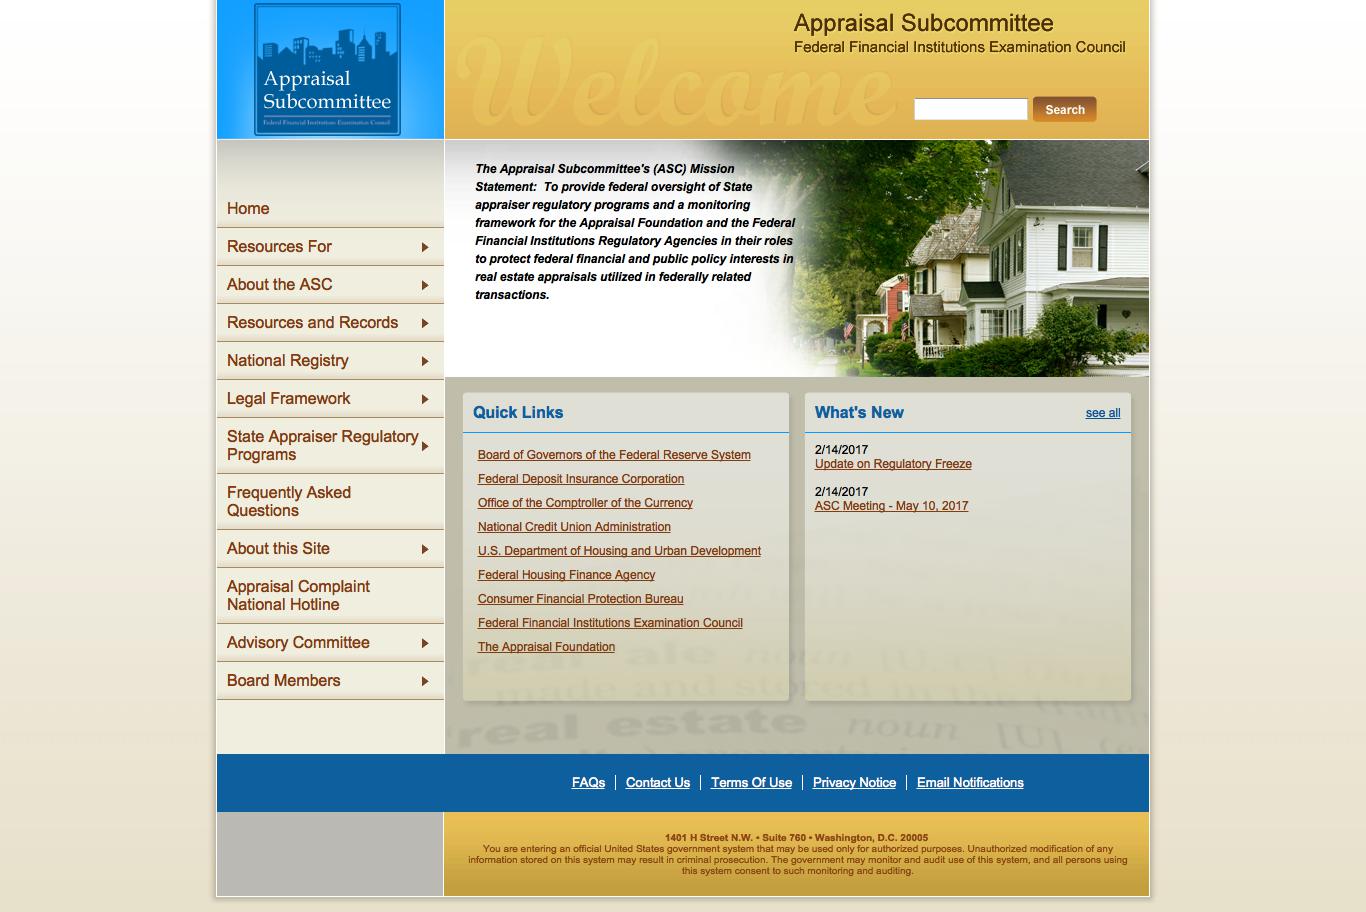 Appraisal
Subcommittee
Federal Financial Institutions Examination Council
Welcome
Appraisal Subcommittee
Federal Financial Institutions Examination Council
Search
Home
Resources For
About the ASC
Resources and Records
National Registry
Legal Framework
State Appraiser Regulatory
Programs
Frequently Asked
Questions
About this Site
Appraisal Complaint
National Hotline
Advisory Committee
Board Members
The Appraisal Subcommittee's (ASC) Mission
Statement:  To provide federal oversight of State
appraiser regulatory programs and a monitoring
framework for the Appraisal Foundation and the Federal
Financial Institutions Regulatory Agencies in their roles
to protect federal financial and public policy interests in
real estate appraisals utilized in federally related
transactions.
Quick Links
Board of Governors of the Federal Reserve System
Federal Deposit Insurance Corporation
Office of the Comptroller of the Currency
National Credit Union Administration
U.S. Department of Housing and Urban Development
Federal Housing Finance Agency
Consumer Financial Protection Bureau
Federal Financial Institutions Examination Council
The Appraisal Foundation
What's New
see all
2/14/2017
Update on Regulatory Freeze
2/14/2017
ASC Meeting - May 10, 2017
real ale noun [U, C]
made and stored in the
real estate noun [U]
FAQs
Contact Us
Terms Of Use
Privacy Notice
Email Notifications
1401 H Street N.W. • Suite 760 • Washington, D.C. 20005
You are entering an official United States government system that may be used only for authorized purposes. Unauthorized modification of any
information stored on this system may result in criminal prosecution. The government may monitor and audit use of this system, and all persons using
this system consent to such monitoring and auditing.